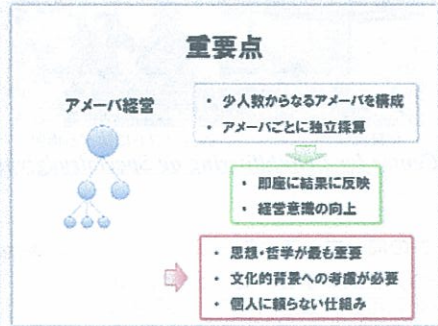 重要点
アメーバ経営
・ 少人数からなるアメーバを構成
・ アメーバごとに独立採算
・ 即座に結果に反映
・ 経営意識の向上
・ 思想・哲学が最も重要
・ 文化的背景への考慮が必要
・ 個人に頼らない仕組み